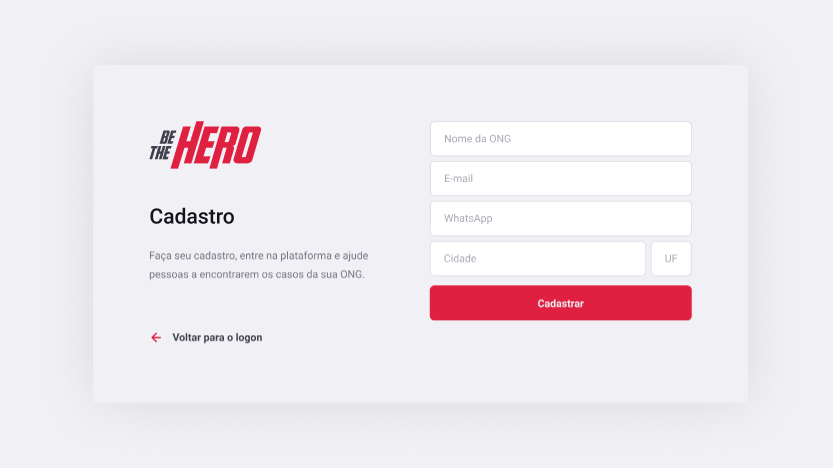 BE
THE HERO
Cadastro
Faça seu cadastro, entre na plataforma e ajude
pessoas a encontrarem os casos da sua ONG.
Voltar para o logon
Nome da ONG
E-mail
WhatsApp
Cidade UF
Cadastrar